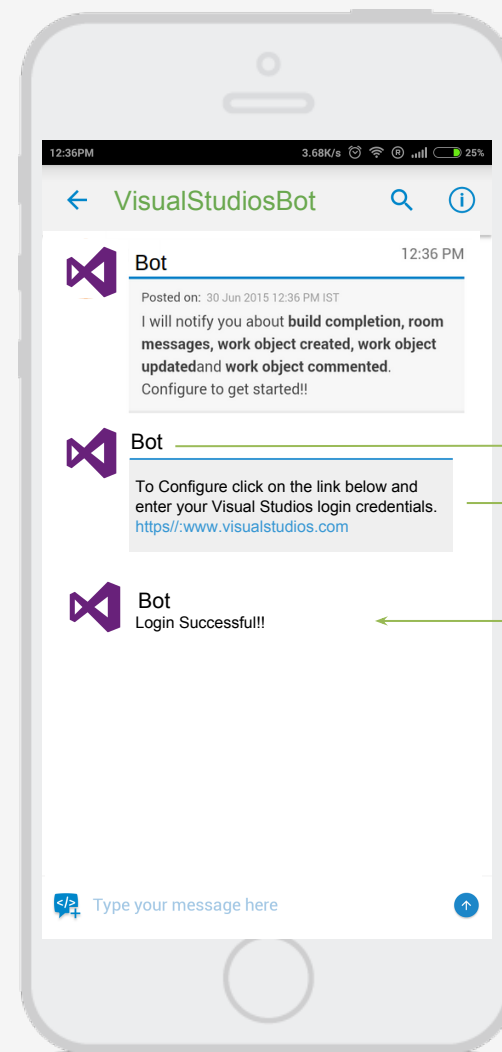 12:36PM 3.68K/s R 25%
VisualStudiosBot
Bot 12:36 PM
Posted on: 30 Jun 2015 12:36 PM IST
I will notify you about build completion, room
messages, work object created, work object
updatedand work object commented.
Configure to get started!!
Bot
To Configure click on the link below and
enter your Visual Studios login credentials.
https//:www.visualstudios.com
Bot
Login Successful!!
Type your message here